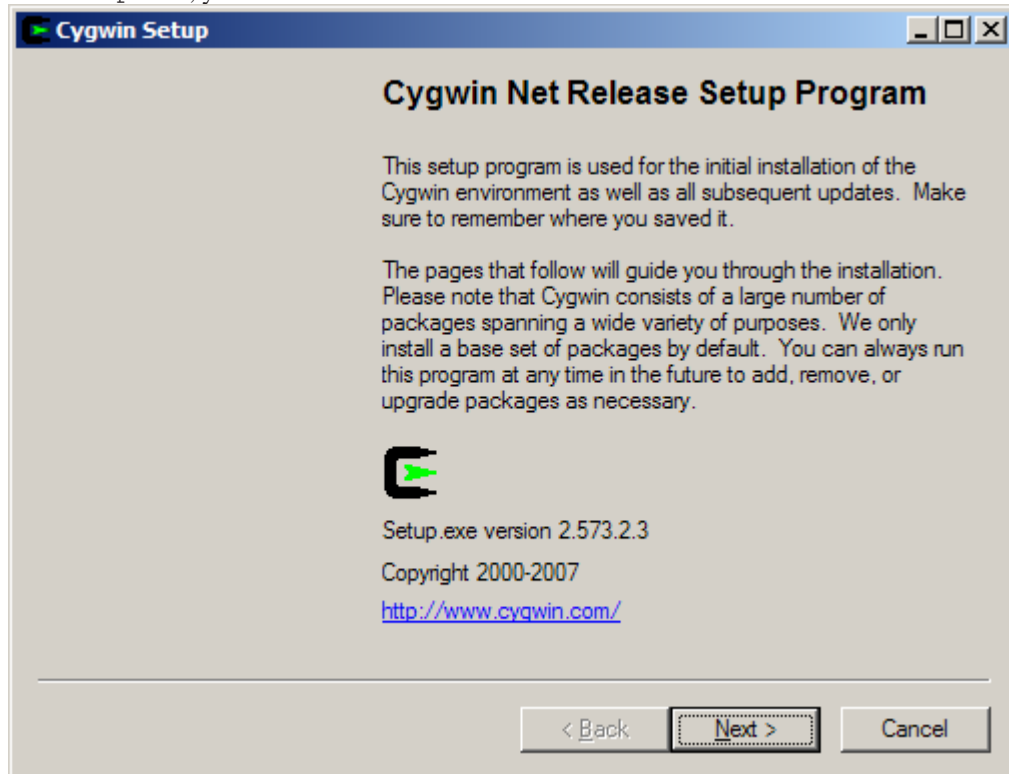 Cygwin Setup
Cygwin Net Release Setup Program
This setup program is used for the initial installation of the
Cygwin environment as well as all subsequent updates.  Make
sure to remember where you saved it.
The pages that follow will guide you through the installation.
Please note that Cygwin consists of a large number of
packages spanning a wide variety of purposes.  We only
install a base set of packages by default.  You can always run
this program at any time in the future to add, remove, or
upgrade packages as necessary.
Setup.exe version 2.573.2.3
Copyright 2000-2007
http://www.cygwin.com/
< Back
Next >
Cancel